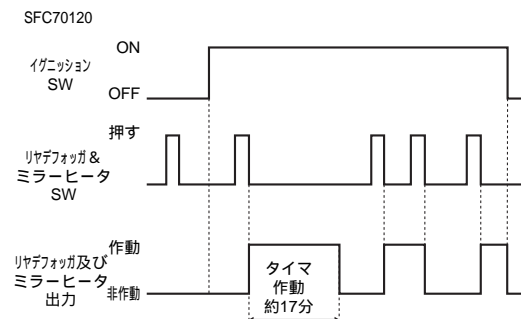 SFC70120
ON
ｲｸﾞﾆｯｼｮﾝ
SW
OFF
押す
ﾘﾔﾃﾞﾌｫｯｶﾞ&
ミラーヒータ
SW
作動
ﾘﾔﾃﾞﾌｫｯｶﾞ及び
ミラーヒータ
出力
非作動
タイマ
作動
約17分